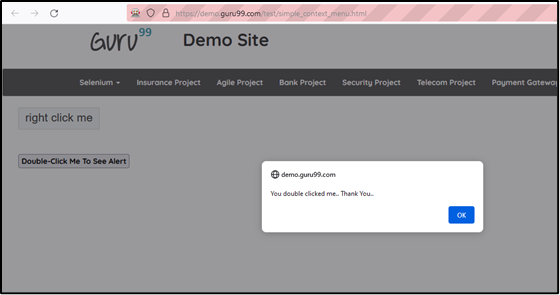 https://demo.guru99.com/test/simple_context_menu.html
GURU99
Demo Site
Selenium Insurance Project Agile Project Bank Project Security Project Telecom Project Payment Gateway
right click me
Double-Click Me To See Alert
demo.guru99.com
You double clicked me.. Thank You..
OK